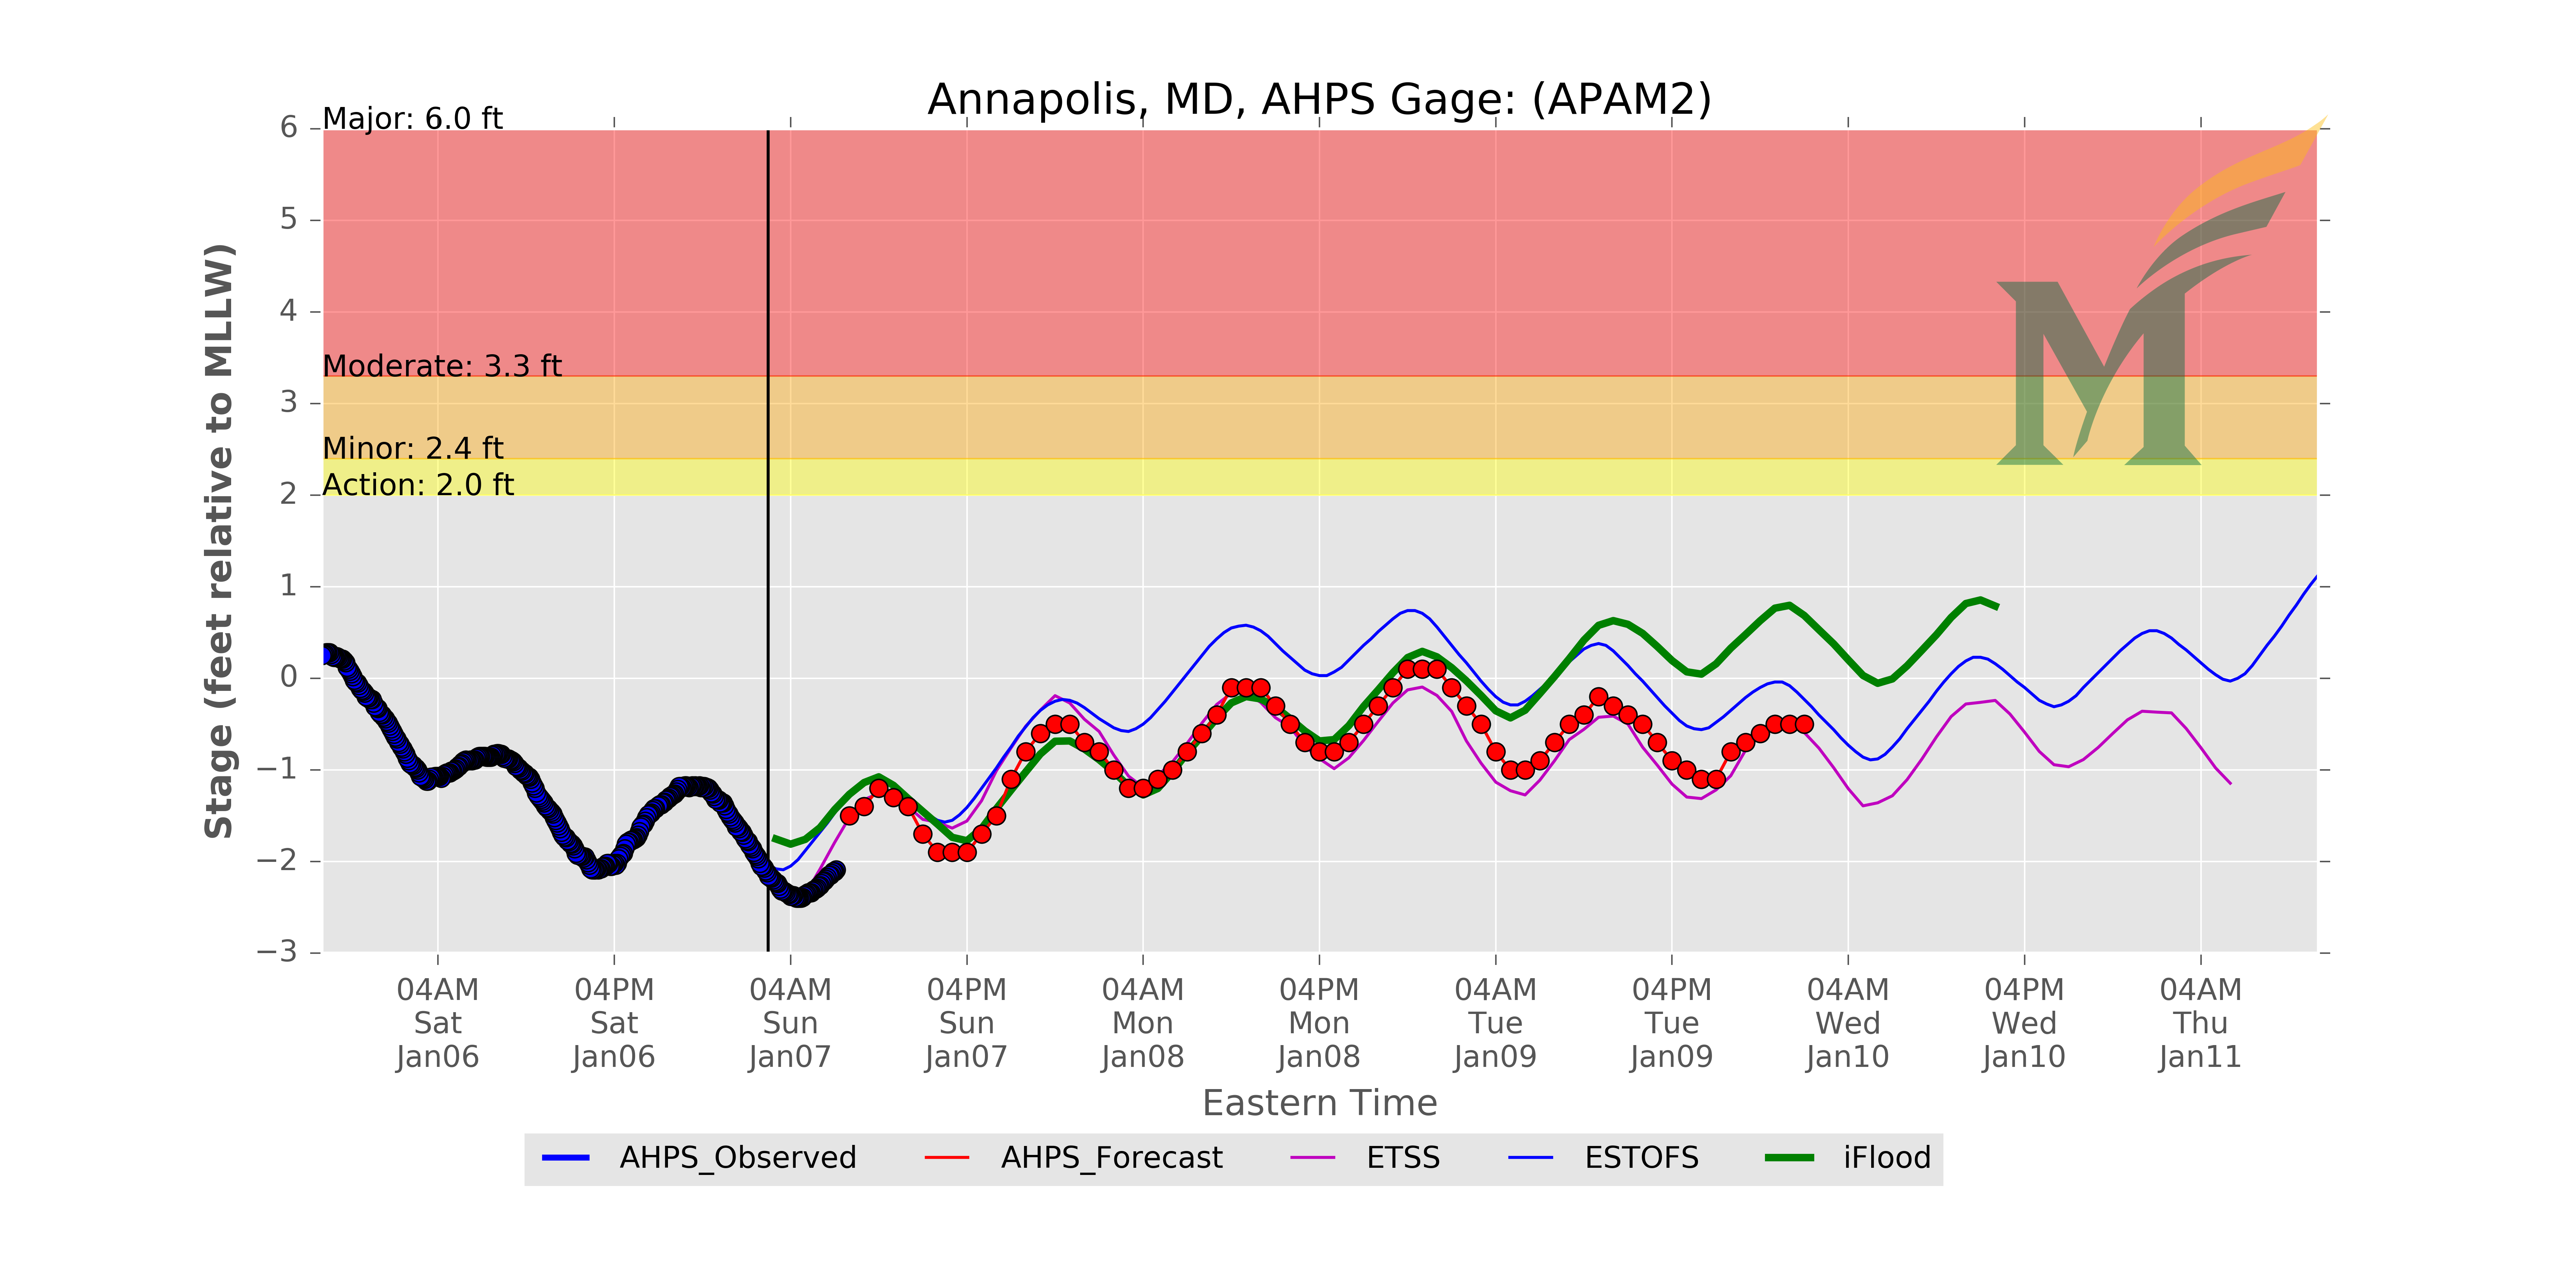 Annapolis, MD, AHPS Gage: (APAM2)
Major: 6.0 ft
Moderate: 3.3 ft
Minor: 2.4 ft
Action: 2.0 ft
Stage (feet relative to MLLW)
6
5
4
3
2
1
0
−1
−2
−3
04AM 04PM 04AM 04PM 04AM 04PM 04AM 04PM 04AM 04PM 04AM
Sat Sat Sun Sun Mon Mon Tue Tue Wed Wed Thu
Jan06 Jan06 Jan07 Jan07 Jan08 Jan08 Jan09 Jan09 Jan10 Jan10 Jan11
Eastern Time
AHPS_Observed AHPS_Forecast ETSS ESTOFS iFlood
M